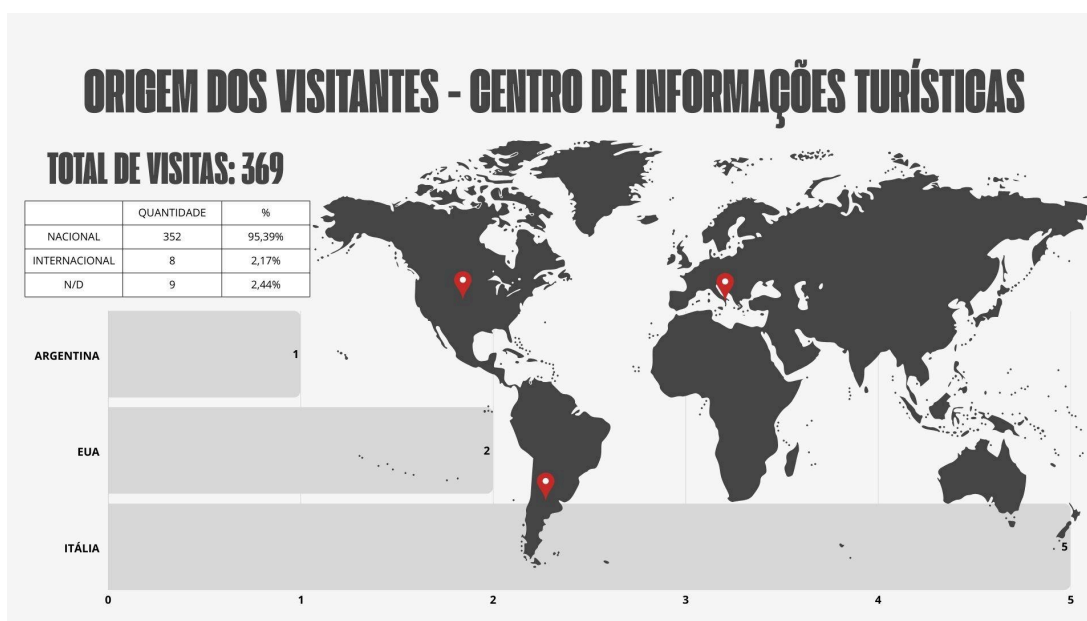 ORIGEM DOS VISITANTES - CENTRO DE INFORMAÇÕES TURÍSTICAS
TOTAL DE VISITAS: 369
QUANTIDADE %
NACIONAL 352 95,39%
INTERNACIONAL 8 2,17%
N/D 9 2,44%
ARGENTINA 1
EUA 2
ITÁLIA 5
0 1 2 3 4 5